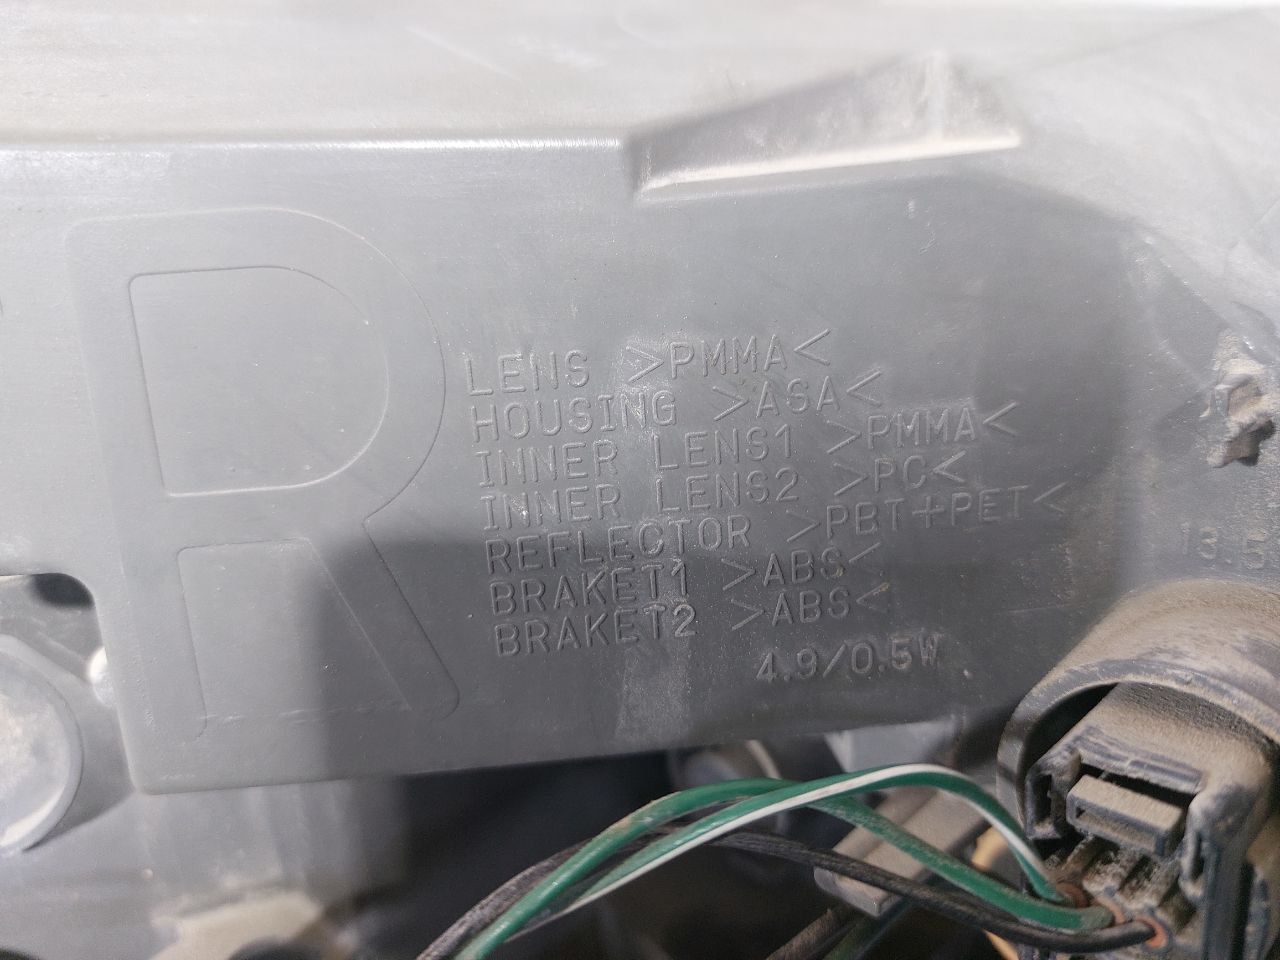 R
LENS >PMMA<
HOUSING >ASA<
INNER LENS1 >PMMA<
INNER LENS2 >PC<
REFLECTOR >PBT+PET<
BRAKET1 >ABS<
BRAKET2 >ABS<
4.9/0.5W